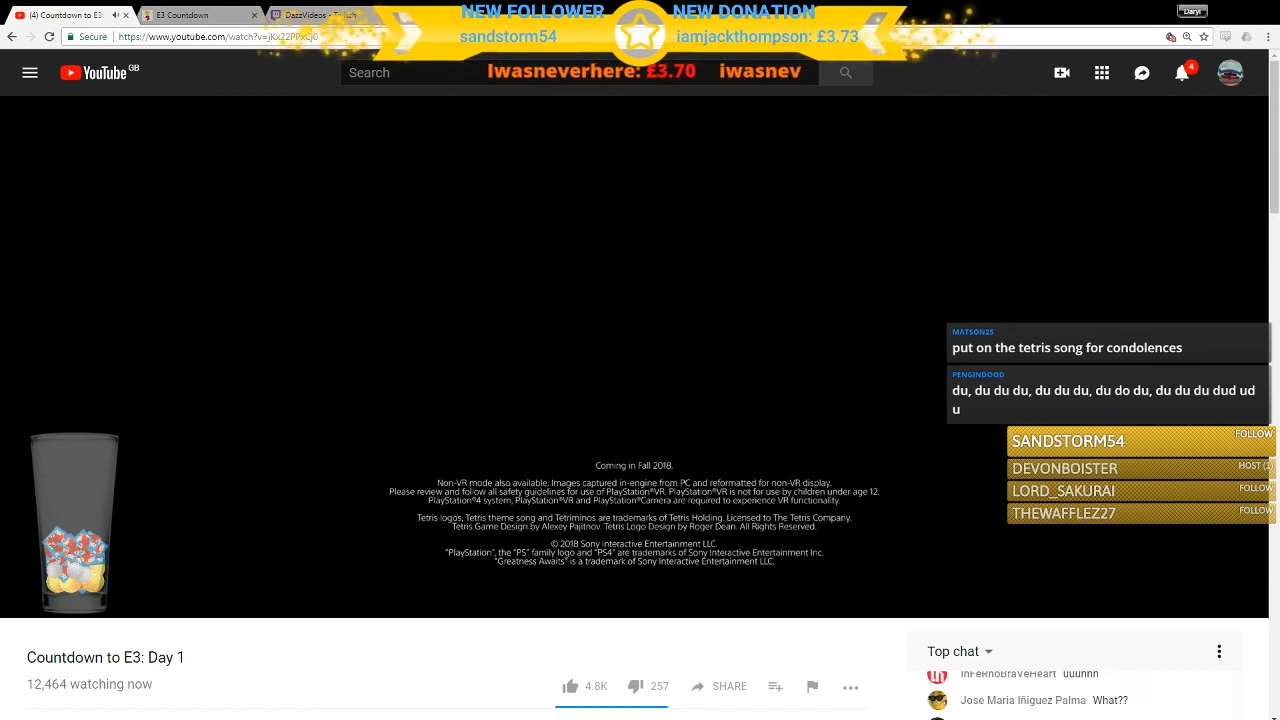 (4) Countdown to E3:
E3 Countdown
DazzVideos - Twitch
Daryl
NEW FOLLOWER
NEW DONATION
Secure
sandstorm54
iamjackthompson: £3.73
YouTube GB
Search
Iwasneverhere: £3.70 iwasnev
4
MATSON25
put on the tetris song for condolences
PENGINDOOD
du, du du du, du du du, du do du, du du du dud ud
u
SANDSTORM54 FOLLOW
DEVONBOISTER HOST (1)
LORD_SAKURAI FOLLOW
THEWAFFLEZ27 FOLLOW
Coming in Fall 2018.
Non-VR mode also available. Images captured in-engine from PC and reformatted for non-VR display.
Please review and follow all safety guidelines for use of PlayStation®VR. PlayStation®VR is not for use by children under age 12.
PlayStation®4 system, PlayStation®VR and PlayStation®Camera are required to experience VR functionality.
Tetris logos, Tetris theme song and Tetriminos are trademarks of Tetris Holding. Licensed to The Tetris Company.
Tetris Game Design by Alexey Pajitnov. Tetris Logo Design by Roger Dean. All Rights Reserved.
© 2018 Sony Interactive Entertainment LLC.
"PlayStation", the "PS" family logo and "PS4" are trademarks of Sony Interactive Entertainment Inc.
"Greatness Awaits" is a trademark of Sony Interactive Entertainment LLC.
Countdown to E3: Day 1
12,464 watching now
4.8K
257
SHARE
Top chat
InFeRnoBraVeHeart uuuhhh
Jose Maria Iñiguez Palma What??